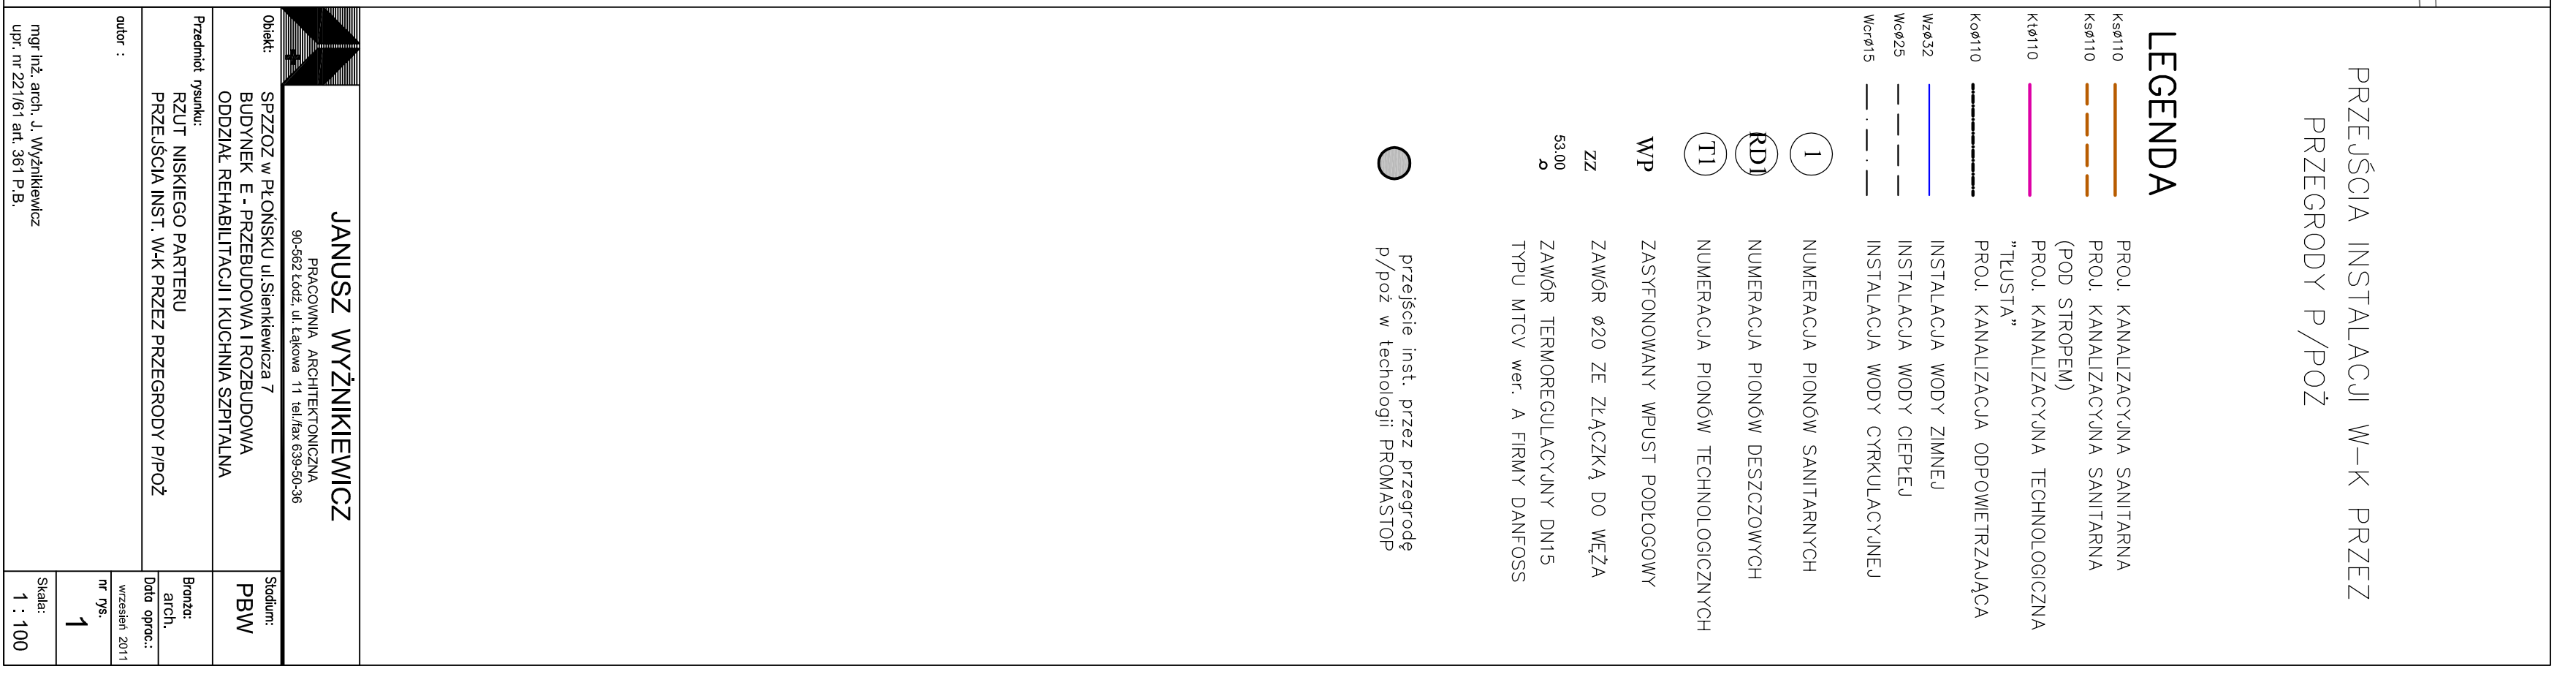 PRZEJŚCIA INSTALACJI W-K PRZEZ
PRZEGRODY P/POŻ
LEGENDA
Ksø110 PROJ. KANALIZACYJNA SANITARNA
Ksø110 PROJ. KANALIZACYJNA SANITARNA
(POD STROPEM)
Ktø110 PROJ. KANALIZACYJNA TECHNOLOGICZNA
"TŁUSTA"
Koø110 PROJ. KANALIZACJA ODPOWIETRZAJĄCA
Wzø32 INSTALACJA WODY ZIMNEJ
Wcø25 INSTALACJA WODY CIEPŁEJ
Wcrø15 INSTALACJA WODY CYRKULACYJNEJ
1 NUMERACJA PIONÓW SANITARNYCH
RD1 NUMERACJA PIONÓW DESZCZOWYCH
T1 NUMERACJA PIONÓW TECHNOLOGICZNYCH
WP ZASYFONOWANY WPUST PODŁOGOWY
ZZ ZAWÓR ø20 ZE ZŁĄCZKĄ DO WĘŻA
53.00 ZAWÓR TERMOREGULACYJNY DN15
TYPU MTCV wer. A FIRMY DANFOSS
przejście inst. przez przegrodę
p/poż w techologii PROMASTOP
JANUSZ WYŻNIKIEWICZ
PRACOWNIA ARCHITEKTONICZNA
90-562 Łódź, ul. Łąkowa 11 tel./fax 639-50-36
Obiekt:
SPZZOZ w PŁOŃSKU ul.Sienkiewicza 7
BUDYNEK E - PRZEBUDOWA I ROZBUDOWA
ODDZIAŁ REHABILITACJI I KUCHNIA SZPITALNA
Stadium:
PBW
Przedmiot rysunku:
RZUT NISKIEGO PARTERU
PRZEJŚCIA INST. W-K PRZEZ PRZEGRODY P/POŻ
Branża:
arch.
Data oprac.:
wrzesień 2011
autor :
nr rys.
1
mgr inż. arch. J. Wyżnikiewicz
upr. nr 221/61 art. 361 P.B.
Skala:
1 : 100